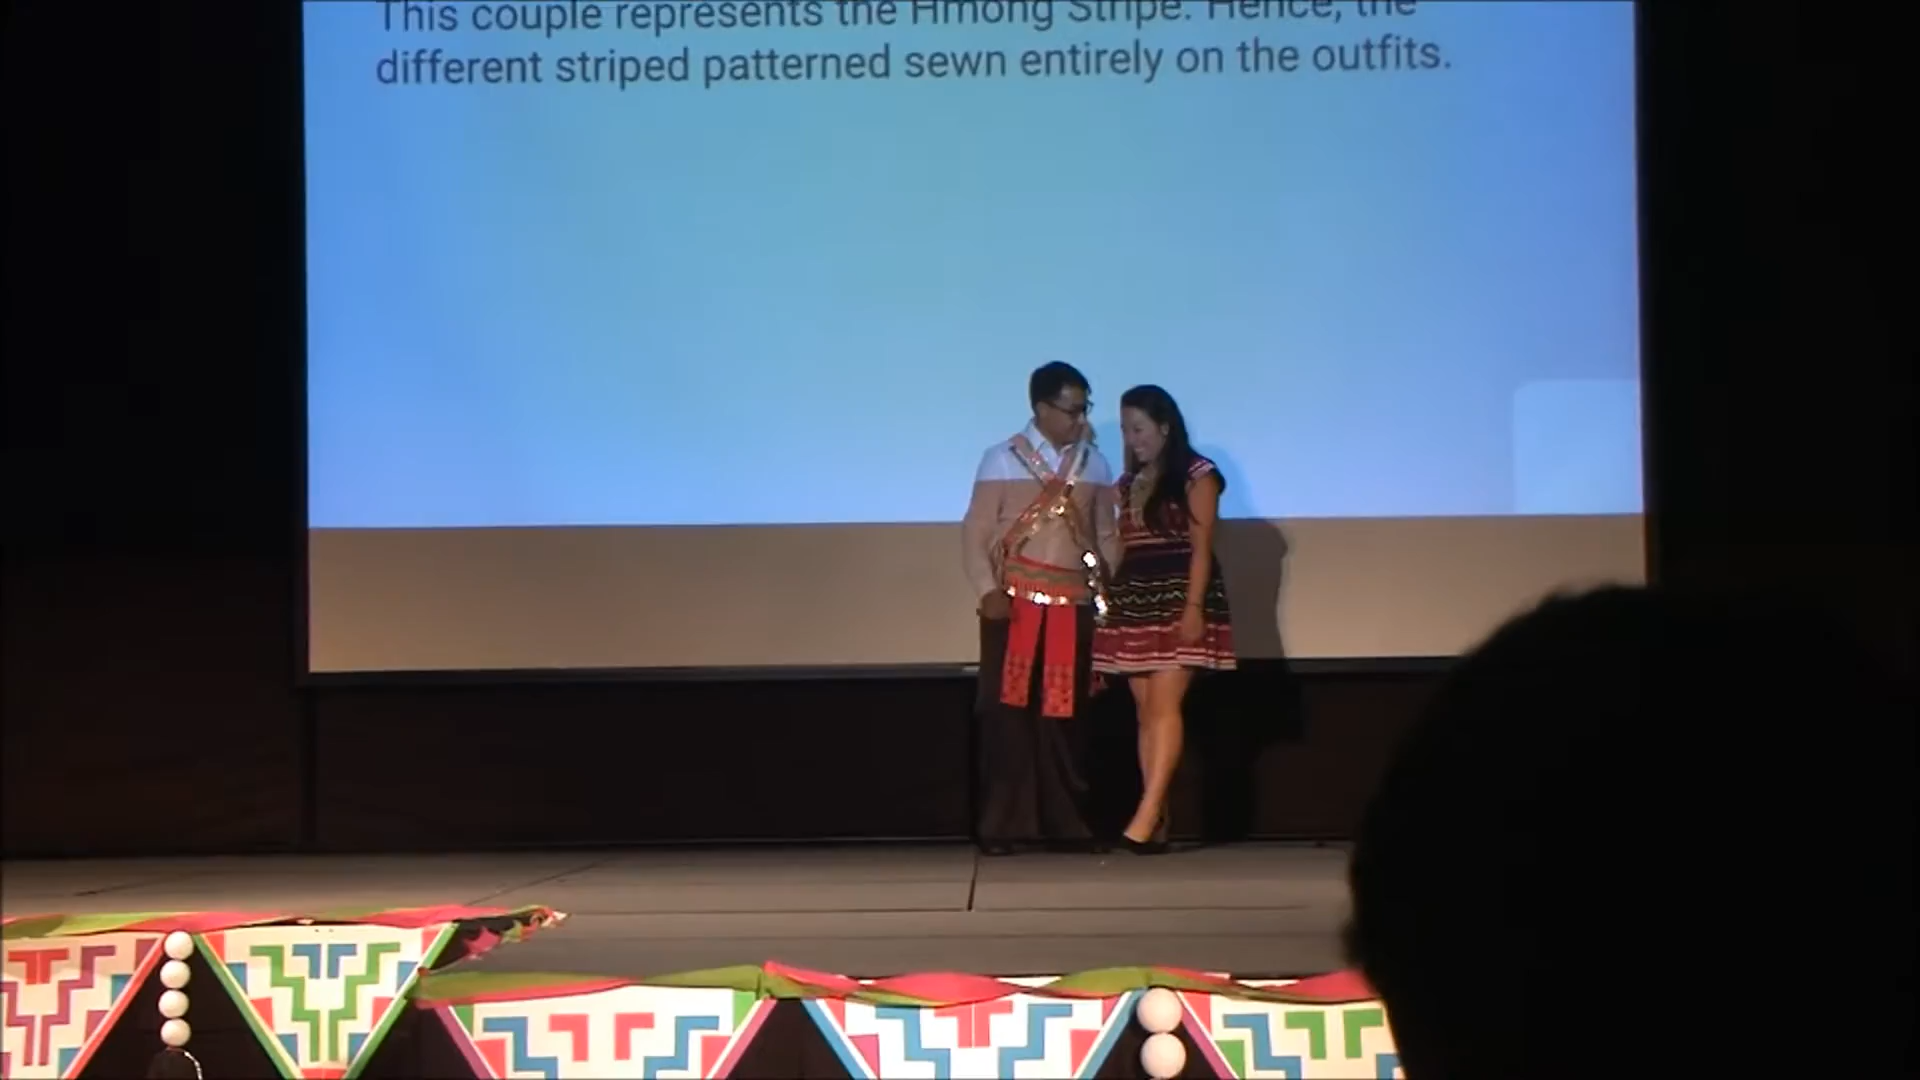 This couple represents the Hmong Stripe. Hence, the
different striped patterned sewn entirely on the outfits.